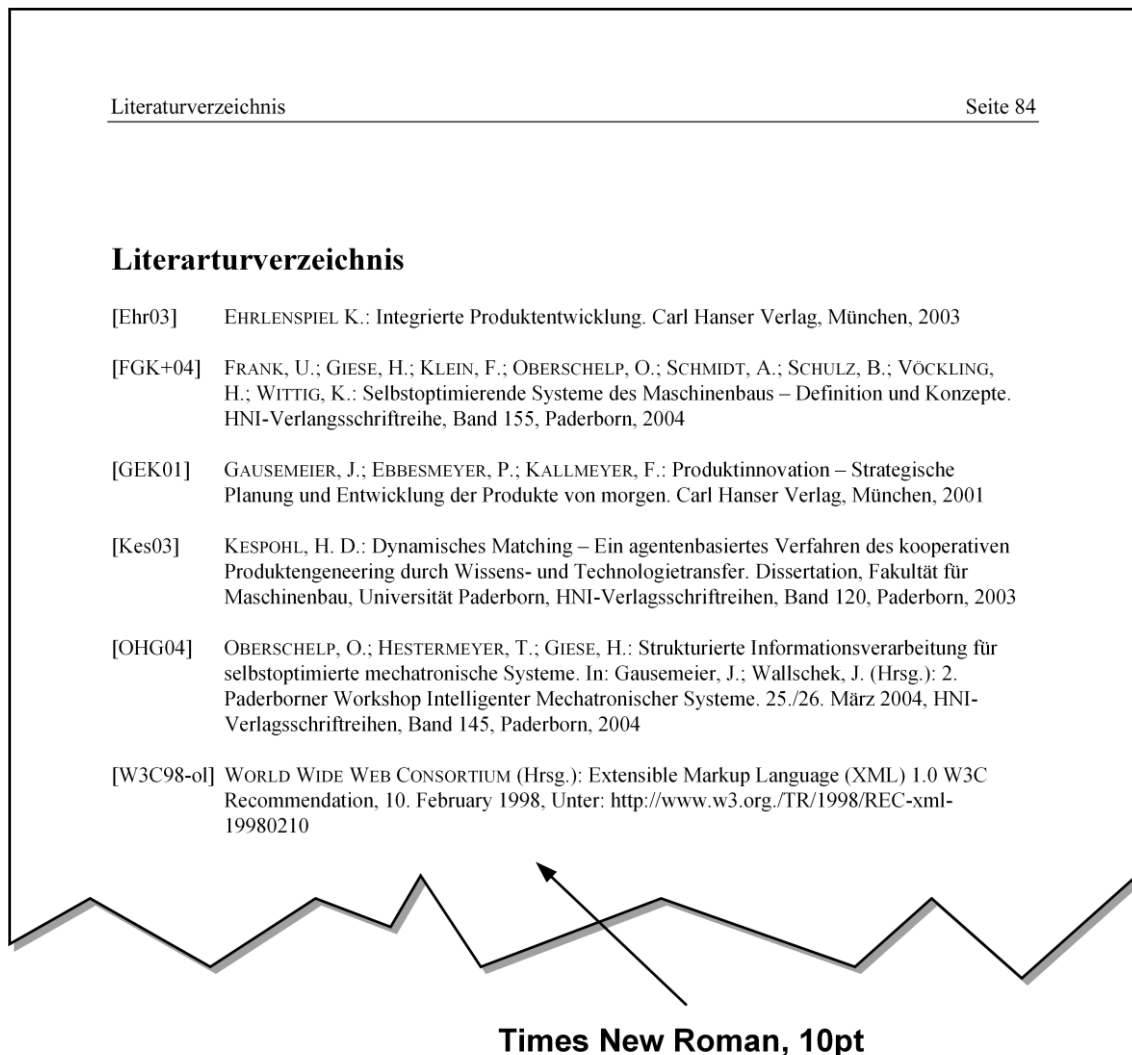 Literaturverzeichnis Seite 84
Literarturverzeichnis
[Ehr03] EHRLENSPIEL K.: Integrierte Produktentwicklung. Carl Hanser Verlag, München, 2003
[FGK+04] FRANK, U.; GIESE, H.; KLEIN, F.; OBERSCHELP, O.; SCHMIDT, A.; SCHULZ, B.; VÖCKLING,
H.; WITTIG, K.: Selbstoptimierende Systeme des Maschinenbaus – Definition und Konzepte.
HNI-Verlangsschriftreihe, Band 155, Paderborn, 2004
[GEK01] GAUSEMEIER, J.; EBBESMEYER, P.; KALLMEYER, F.: Produktinnovation – Strategische
Planung und Entwicklung der Produkte von morgen. Carl Hanser Verlag, München, 2001
[Kes03] KESPOHL, H. D.: Dynamisches Matching – Ein agentenbasiertes Verfahren des kooperativen
Produktengeneering durch Wissens- und Technologietransfer. Dissertation, Fakultät für
Maschinenbau, Universität Paderborn, HNI-Verlagsschriftreihen, Band 120, Paderborn, 2003
[OHG04] OBERSCHELP, O.; HESTERMEYER, T.; GIESE, H.: Strukturierte Informationsverarbeitung für
selbstoptimierte mechatronische Systeme. In: Gausemeier, J.; Wallschek, J. (Hrsg.): 2.
Paderborner Workshop Intelligenter Mechatronischer Systeme. 25./26. März 2004, HNI-
Verlagsschriftreihen, Band 145, Paderborn, 2004
[W3C98-ol] WORLD WIDE WEB CONSORTIUM (Hrsg.): Extensible Markup Language (XML) 1.0 W3C
Recommendation, 10. February 1998, Unter: http://www.w3.org./TR/1998/REC-xml-
19980210
Times New Roman, 10pt